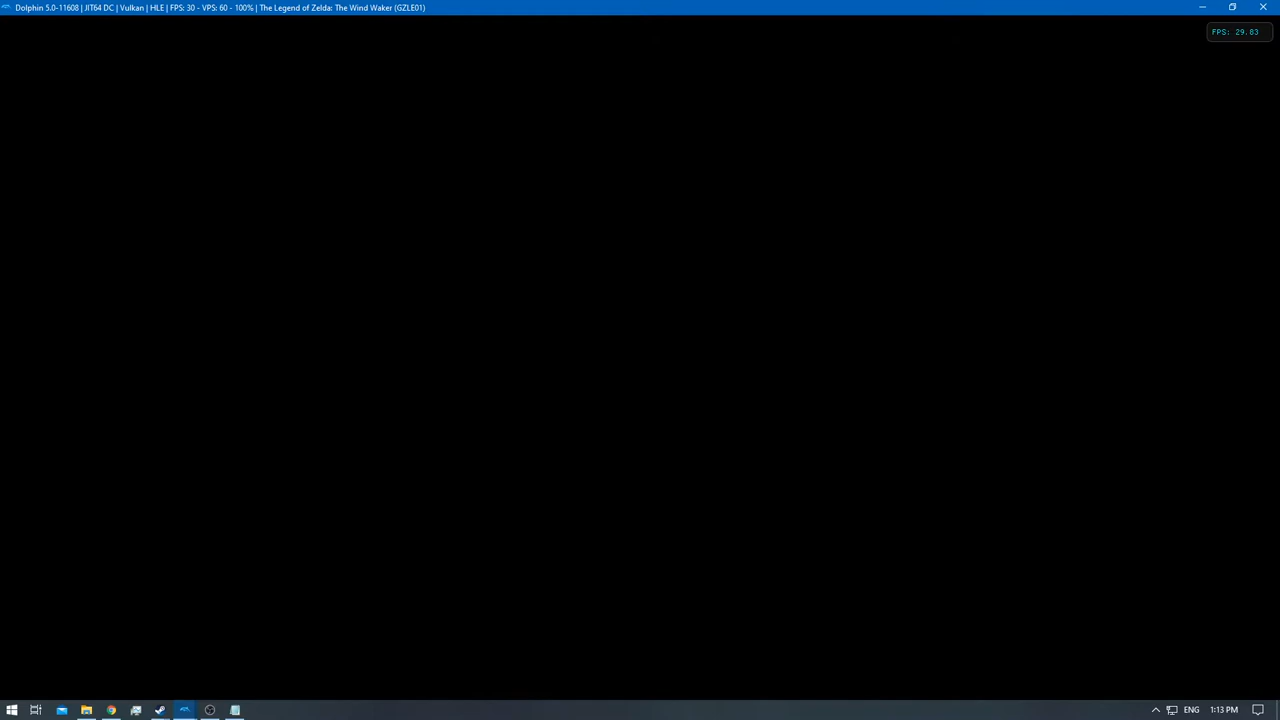 Dolphin 5.0-11608 | JIT64 DC | Vulkan | HLE | FPS: 30 - VPS: 60 - 100% | The Legend of Zelda: The Wind Waker (GZLE01)
FPS: 29.83
ENG
1:13 PM